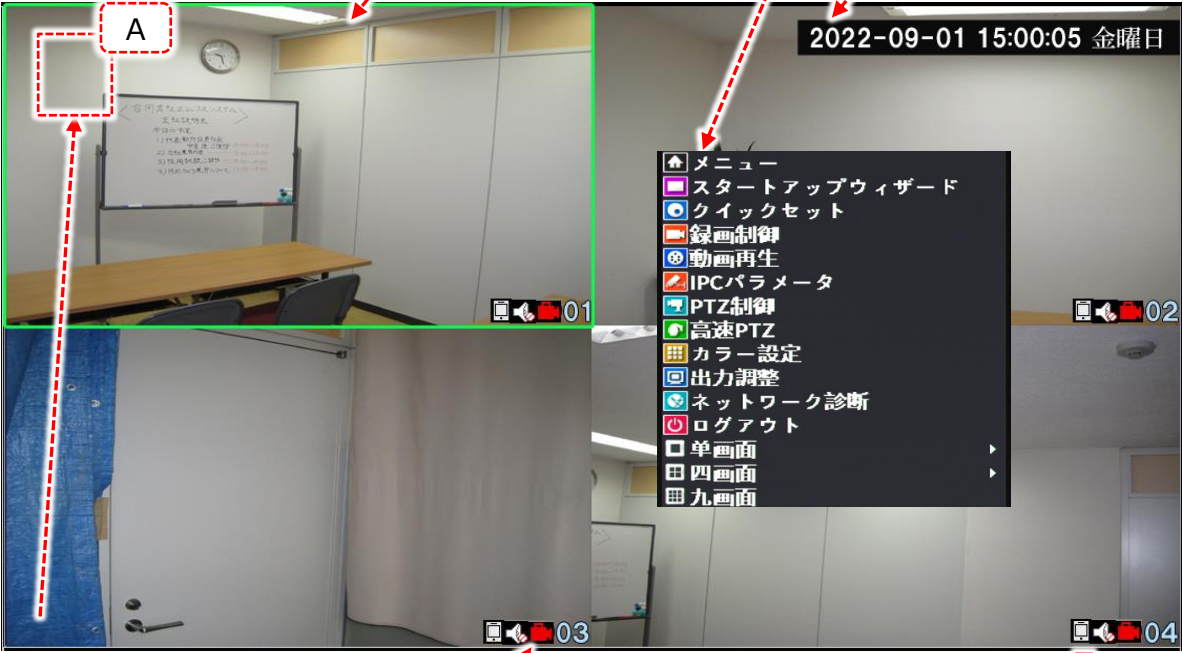 A
2022-09-01 15:00:05 金曜日
メニュー
スタートアップウィザード
クイックセット
録画制御
動画再生
IPCパラメータ
PTZ制御
高速PTZ
カラー設定
出力調整
ネットワーク診断
ログアウト
単画面
四画面
九画面
01
02
03
04